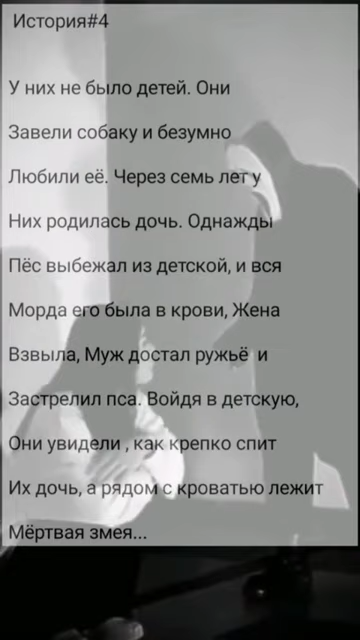 История#4
У них не было детей. Они
Завели собаку и безумно
Любили её. Через семь лет у
Них родилась дочь. Однажды
Пёс выбежал из детской, и вся
Морда его была в крови, Жена
Взвыла, Муж достал ружьё и
Застрелил пса. Войдя в детскую,
Они увидели , как крепко спит
Их дочь, а рядом с кроватью лежит
Мёртвая змея...